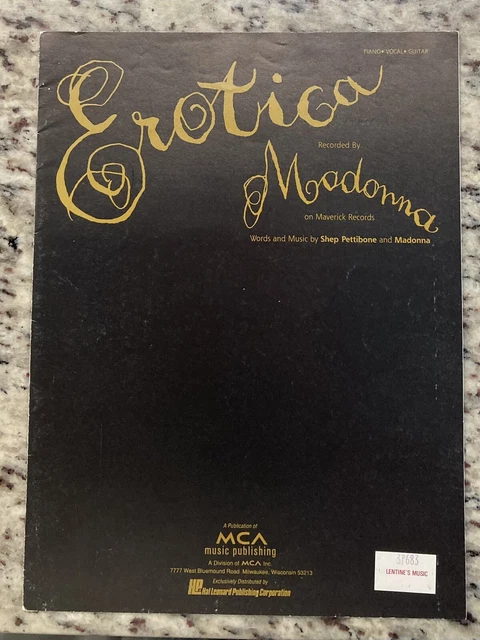 PIANO • VOCAL • GUITAR
Erotica
Recorded By
Madonna
on Maverick Records
Words and Music by Shep Pettibone and Madonna
A Publication of
MCA
music publishing
A Division of MCA Inc.
7777 West Bluemound Road Milwaukee, Wisconsin 53213
Exclusively Distributed by
Hal Leonard Publishing Corporation
LENTINE'S MUSIC